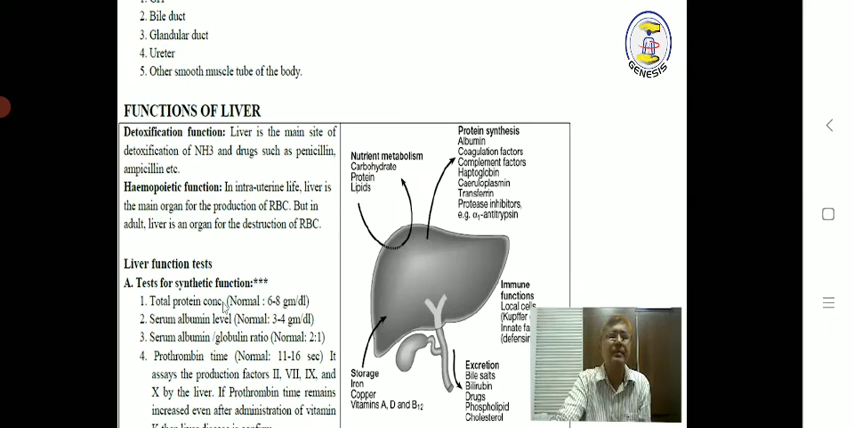 2. Bile duct
3. Glandular duct
4. Ureter
5. Other smooth muscle tube of the body.
GENESIS
FUNCTIONS OF LIVER
Detoxification function: Liver is the main site of
detoxification of NH3 and drugs such as penicillin,
ampicillin etc.
Haemopoietic function: In intra-uterine life, liver is
the main organ for the production of RBC. But in
adult, liver is an organ for the destruction of RBC.
Liver function tests
A. Tests for synthetic function:***
1. Total protein conc (Normal : 6-8 gm/dl)
2. Serum albumin level (Normal: 3-4 gm/dl)
3. Serum albumin /globulin ratio (Normal: 2:1)
4. Prothrombin time (Normal: 11-16 sec) It
assays the production factors II, VII, IX, and
X by the liver. If Prothrombin time remains
increased even after administration of vitamin
Nutrient metabolism
Carbohydrate
Protein
Lipids
Protein synthesis
Albumin
Coagulation factors
Complement factors
Haptoglobin
Caeruloplasmin
Transferrin
Protease inhibitors,
e.g. α₁-antitrypsin
Immune
functions
Local cells
(Kupffer
Innate
(defensin
Storage
Iron
Copper
Vitamins A, D and B₁₂
Excretion
Bile salts
Bilirubin
Drugs
Phospholipid
Cholesterol